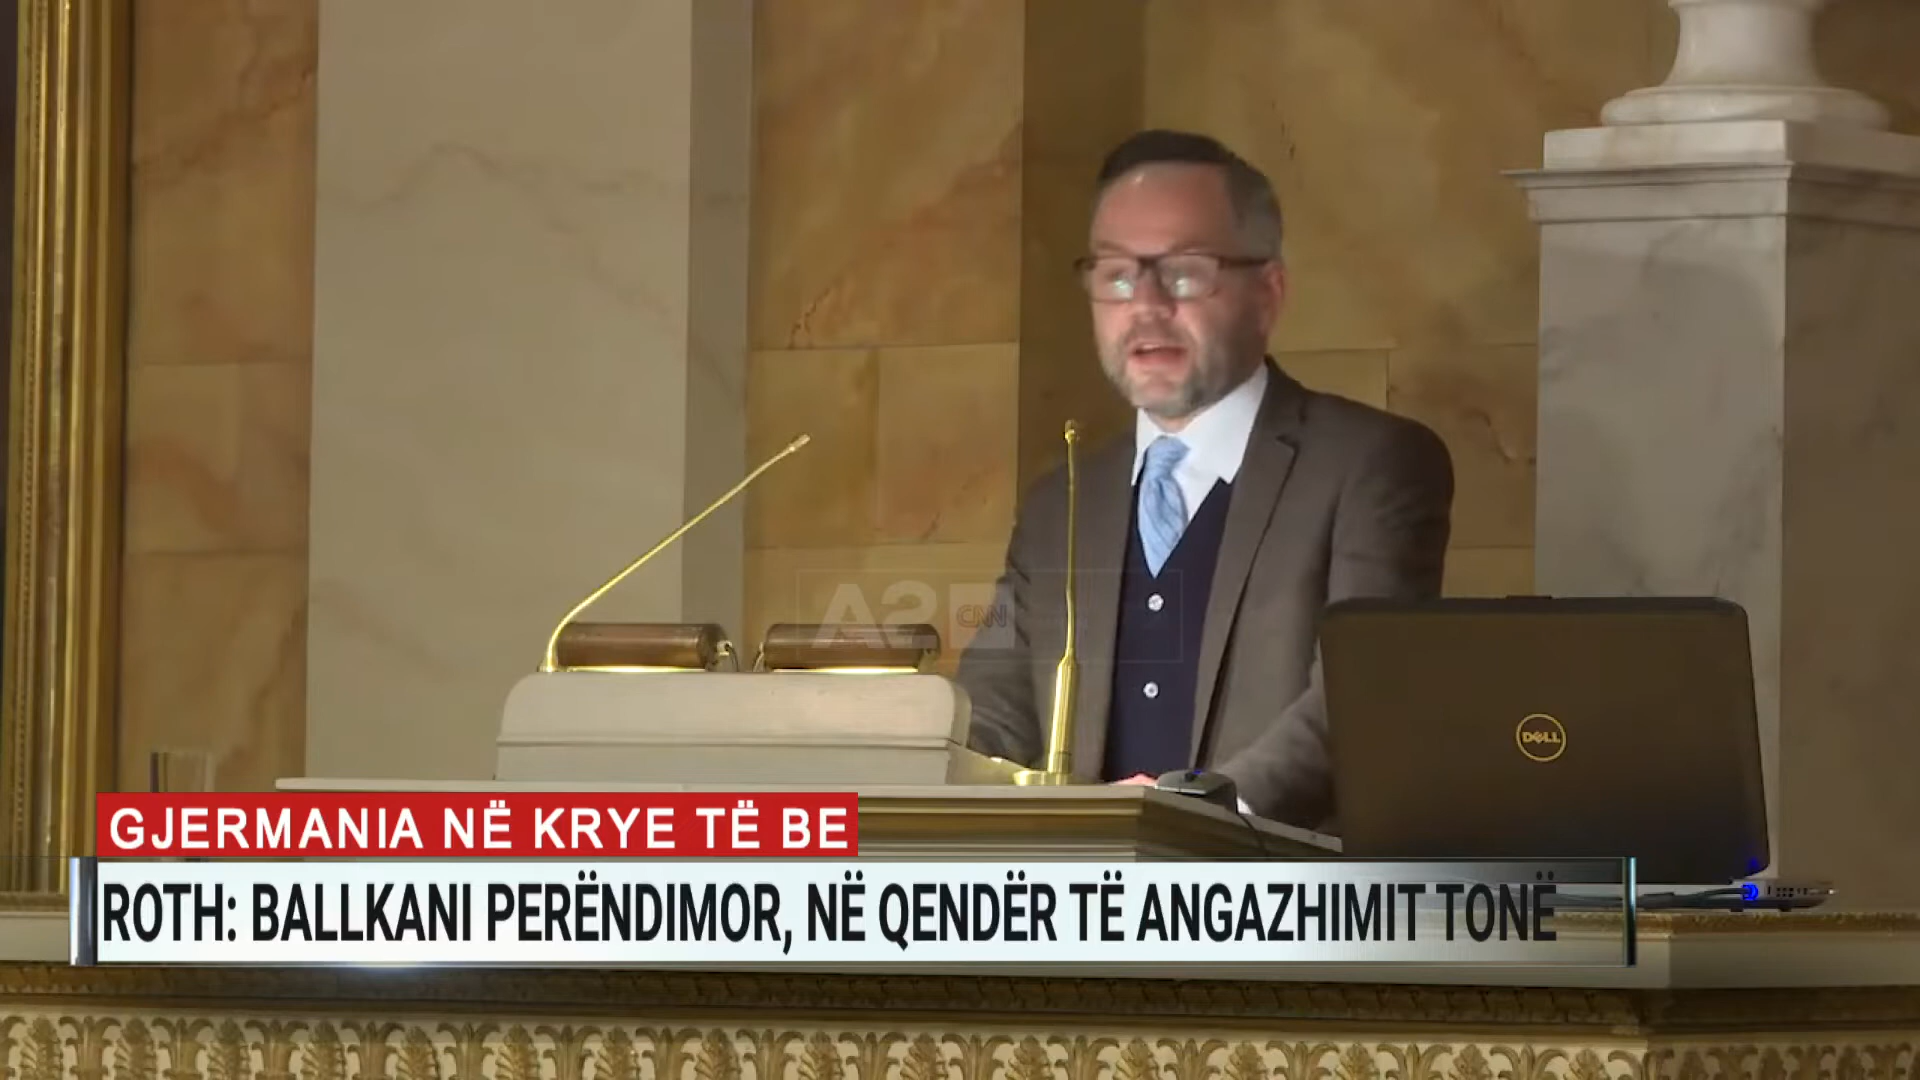 A2
CNN
DELL
GJERMANIA NË KRYE TË BE
ROTH: BALLKANI PERËNDIMOR, NË QENDËR TË ANGAZHIMIT TONË